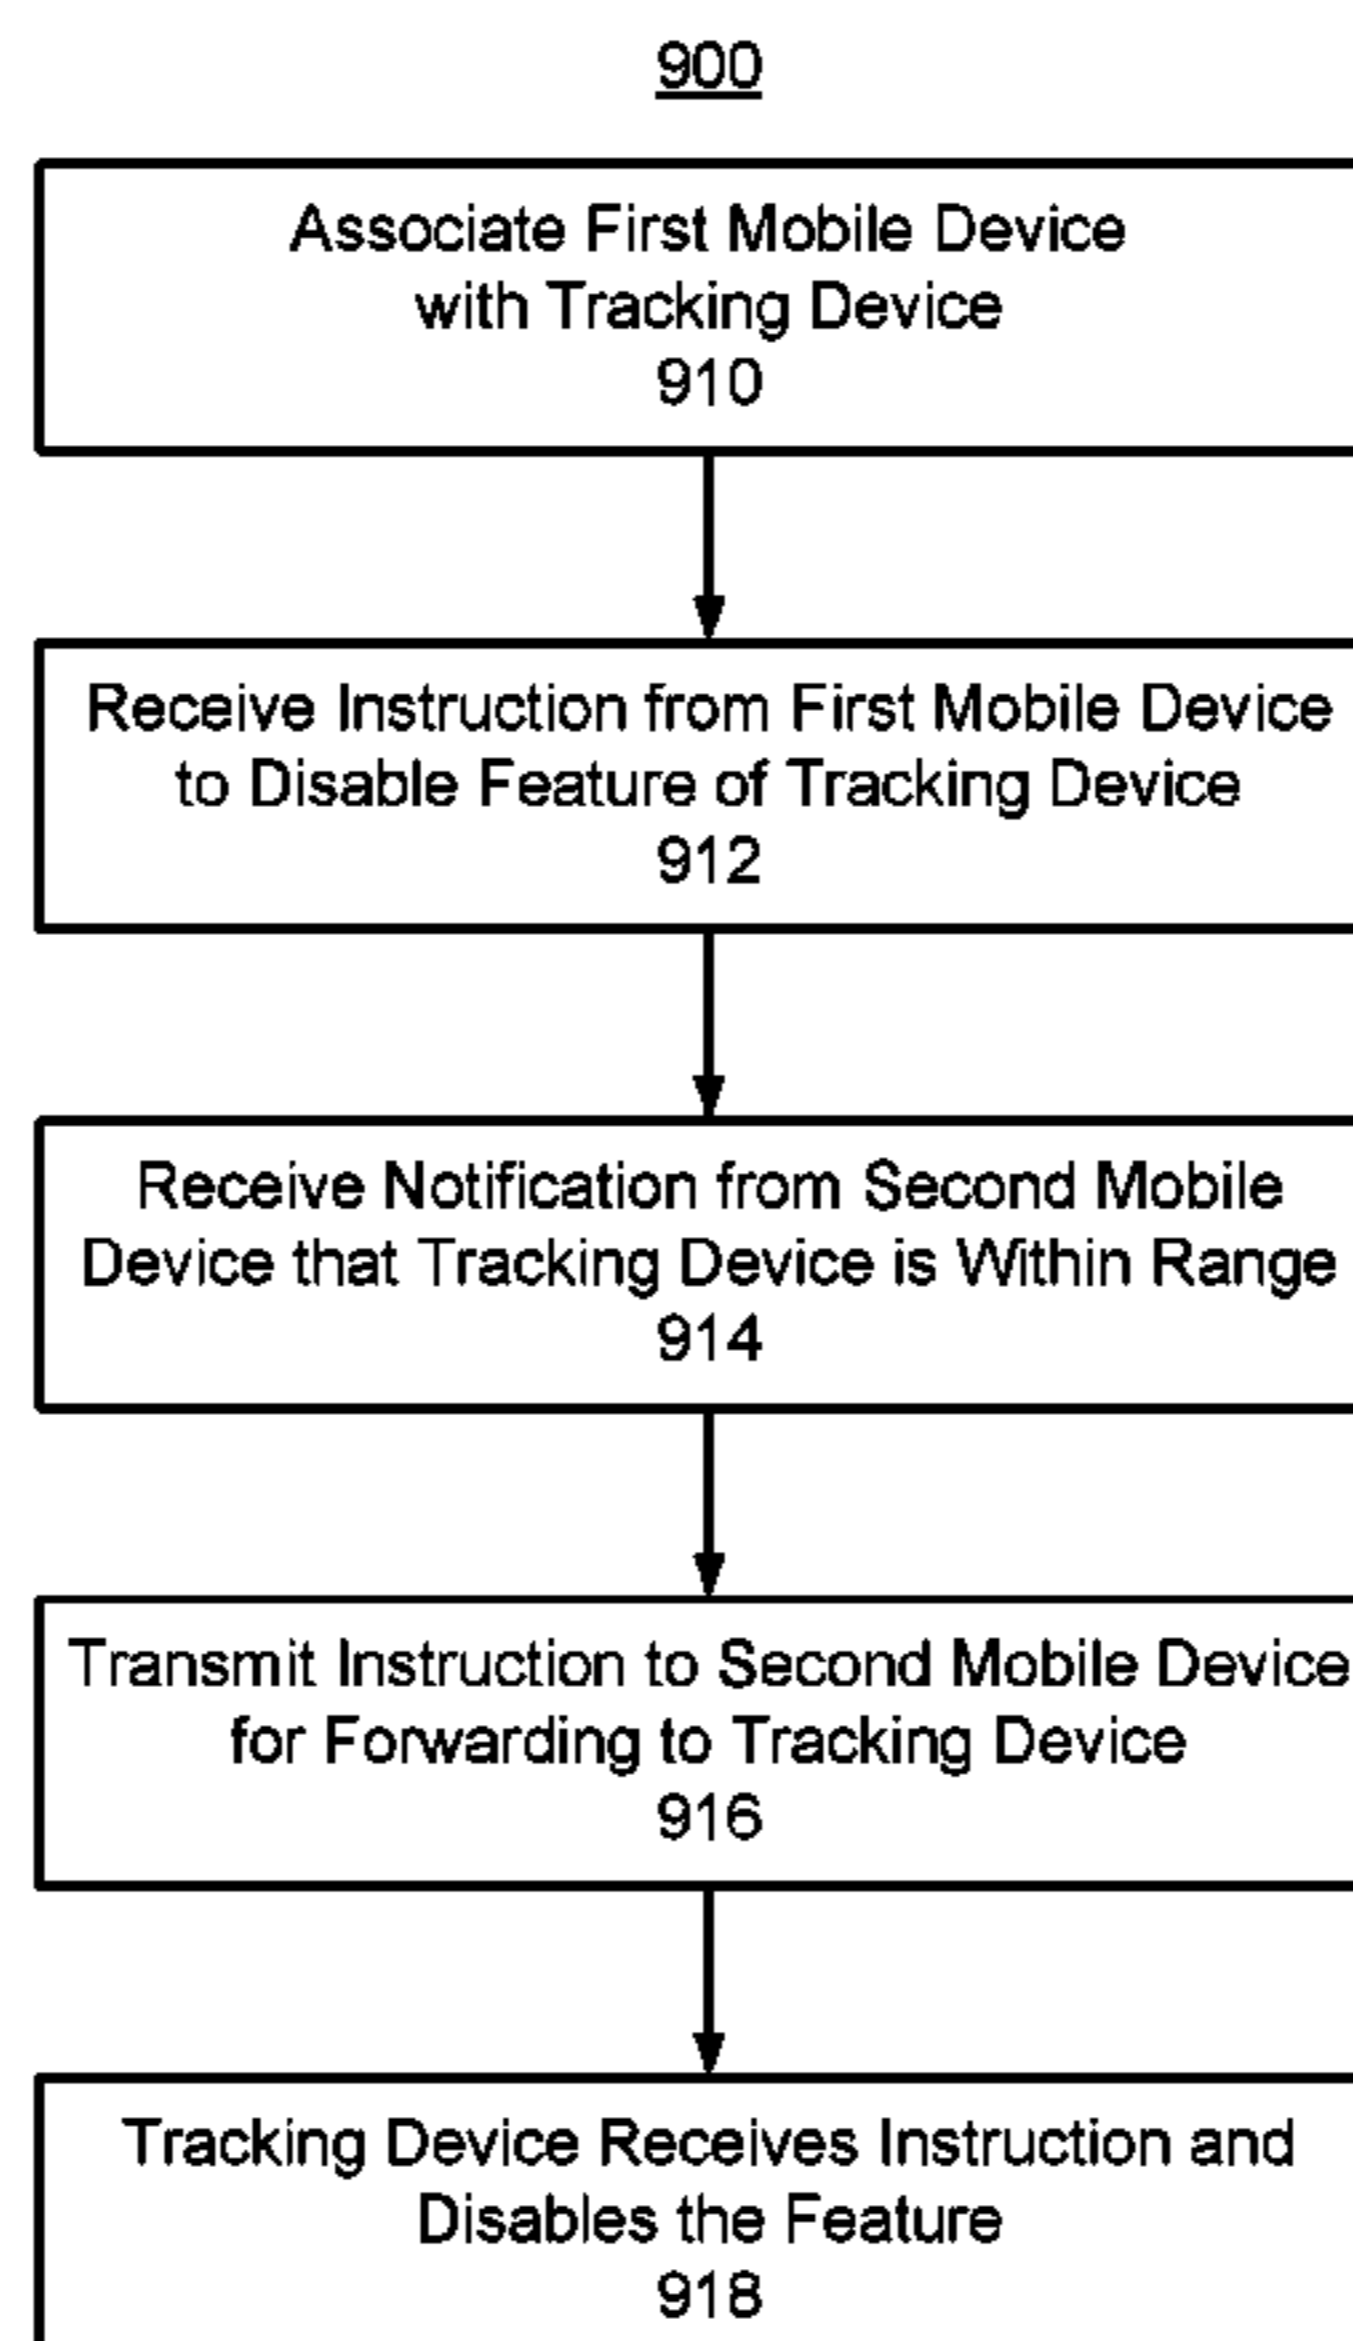 900
Associate First Mobile Device
with Tracking Device
910
Receive Instruction from First Mobile Device
to Disable Feature of Tracking Device
912
Receive Notification from Second Mobile
Device that Tracking Device is Within Range
914
Transmit Instruction to Second Mobile Device
for Forwarding to Tracking Device
916
Tracking Device Receives Instruction and
Disables the Feature
918